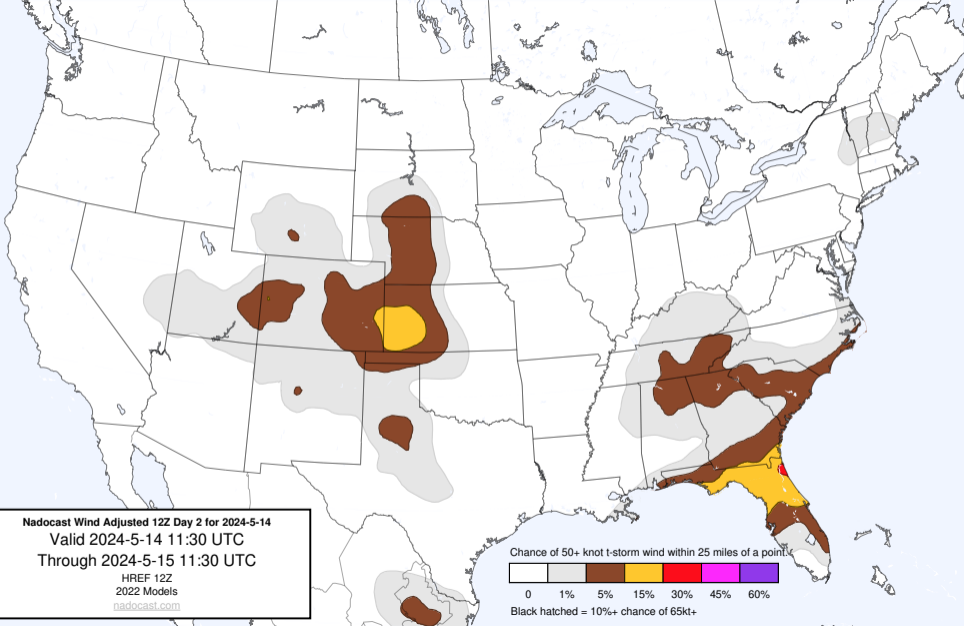 Nadocast Wind Adjusted 12Z Day 2 for 2024-5-14
Valid 2024-5-14 11:30 UTC
Through 2024-5-15 11:30 UTC
HREF 12Z
2022 Models
nadocast.com
Chance of 50+ knot t-storm wind within 25 miles of a point.
0 1% 5% 15% 30% 45% 60%
Black hatched = 10%+ chance of 65kt+